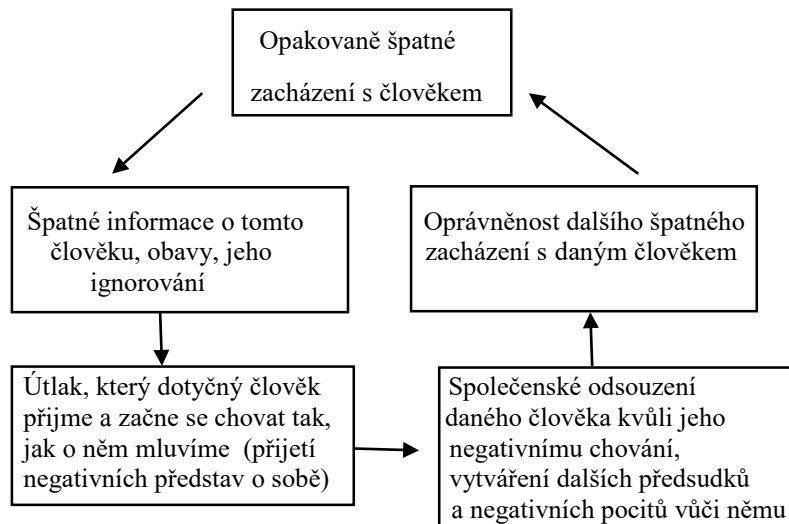 Opakovaně špatné
zacházení s člověkem
Špatné informace o tomto
člověku, obavy, jeho
ignorování
Oprávněnost dalšího špatného
zacházení s daným člověkem
Útlak, který dotyčný člověk
přijme a začne se chovat tak,
jak o něm mluvíme (přijetí
negativních představ o sobě)
Společenské odsouzení
daného člověka kvůli jeho
negativnímu chování,
vytváření dalších předsudků
a negativních pocitů vůči němu